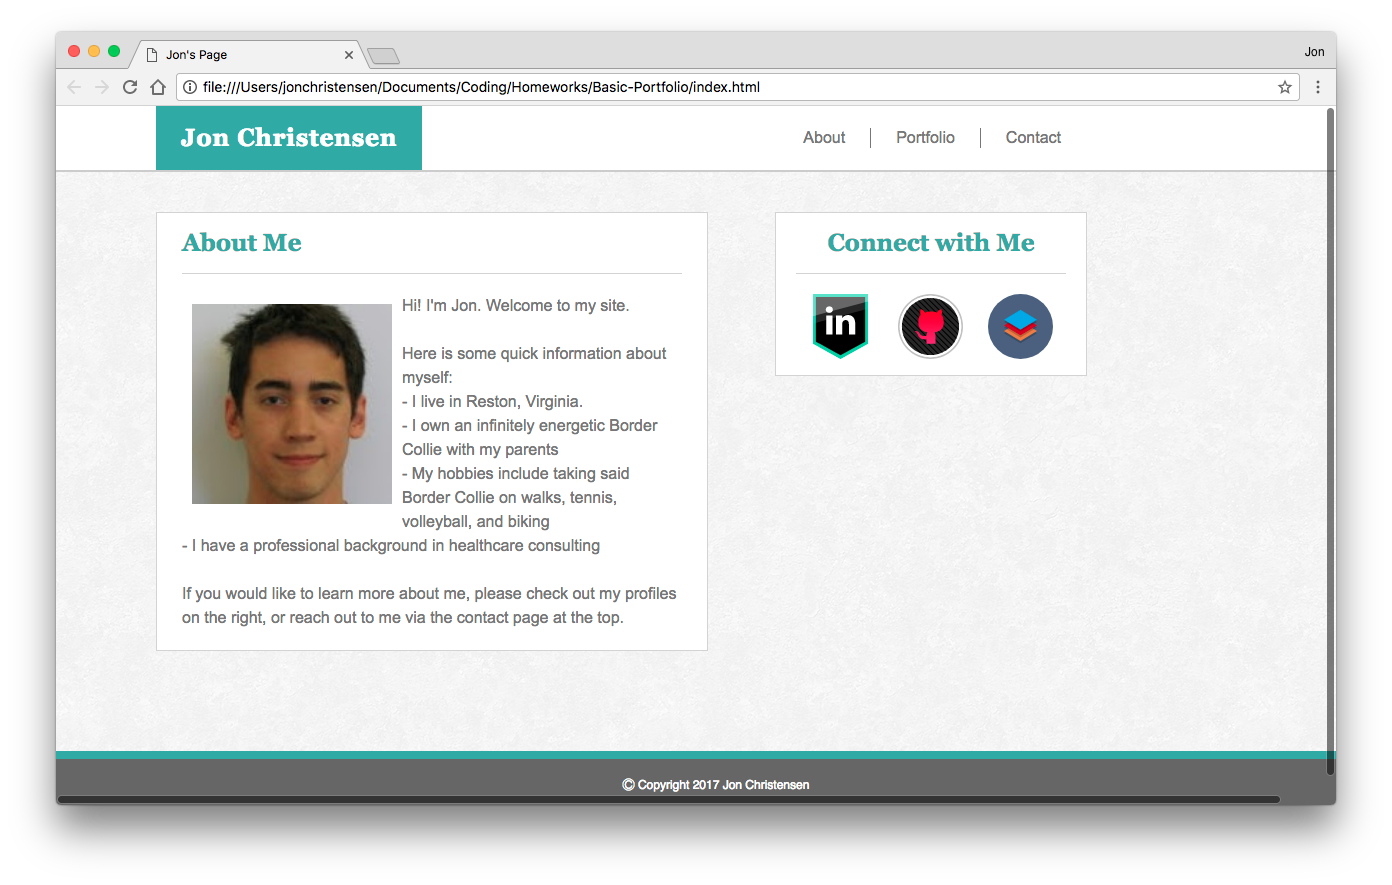 Jon's Page
Jon
file:///Users/jonchristensen/Documents/Coding/Homeworks/Basic-Portfolio/index.html
Jon Christensen
About
Portfolio
Contact
About Me
Hi! I'm Jon. Welcome to my site.
Here is some quick information about
myself:
- I live in Reston, Virginia.
- I own an infinitely energetic Border
Collie with my parents
- My hobbies include taking said
Border Collie on walks, tennis,
volleyball, and biking
- I have a professional background in healthcare consulting
If you would like to learn more about me, please check out my profiles
on the right, or reach out to me via the contact page at the top.
Connect with Me
in
© Copyright 2017 Jon Christensen